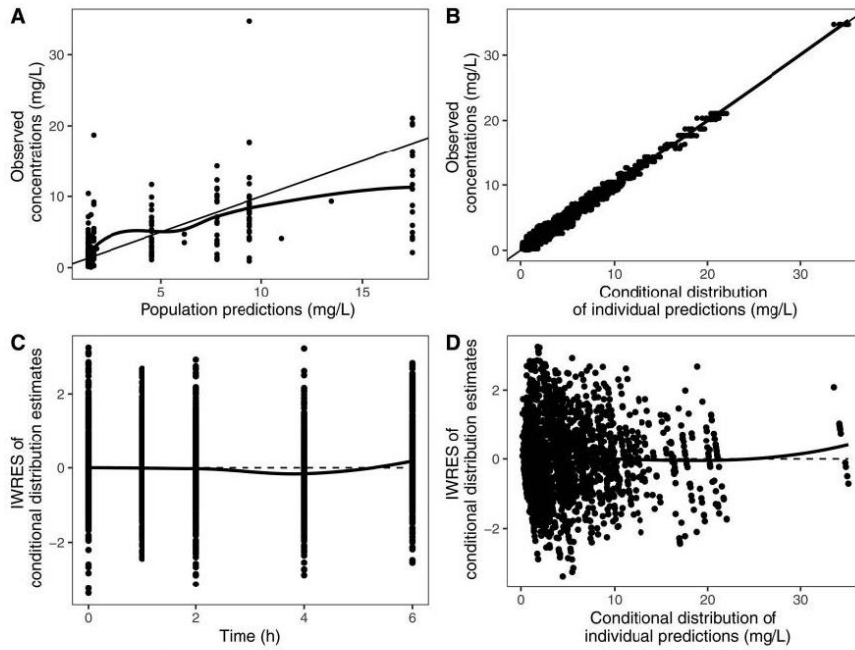 A
Observed
concentrations (mg/L)
30
20
10
0
5
10
15
Population predictions (mg/L)
B
Observed
concentrations (mg/L)
30
20
10
0
0
10
20
30
Conditional distribution
of individual predictions (mg/L)
C
IWRES of
conditional distribution estimates
2
0
-2
0
2
4
6
Time (h)
D
IWRES of
conditional distribution estimates
2
0
-2
0
10
20
30
Conditional distribution of
individual predictions (mg/L)